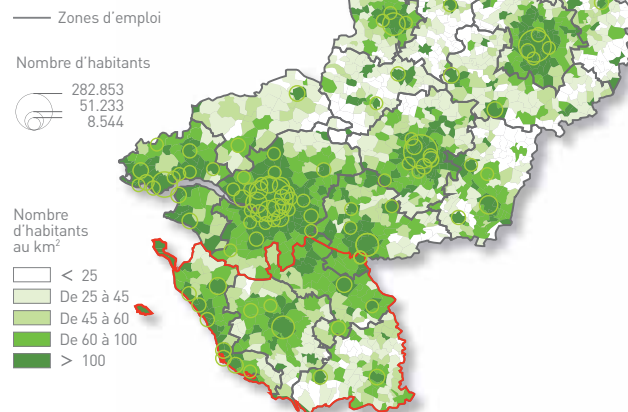 Zones d'emploi
Nombre d'habitants
282.853
51.233
8.544
Nombre
d'habitants
au km²
< 25
De 25 à 45
De 45 à 60
De 60 à 100
> 100